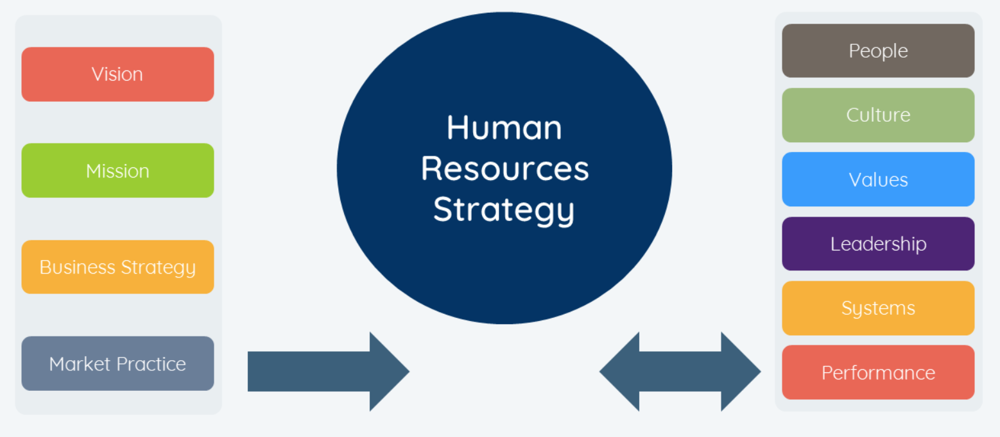 Vision
Mission
Business Strategy
Market Practice
Human
Resources
Strategy
People
Culture
Values
Leadership
Systems
Performance